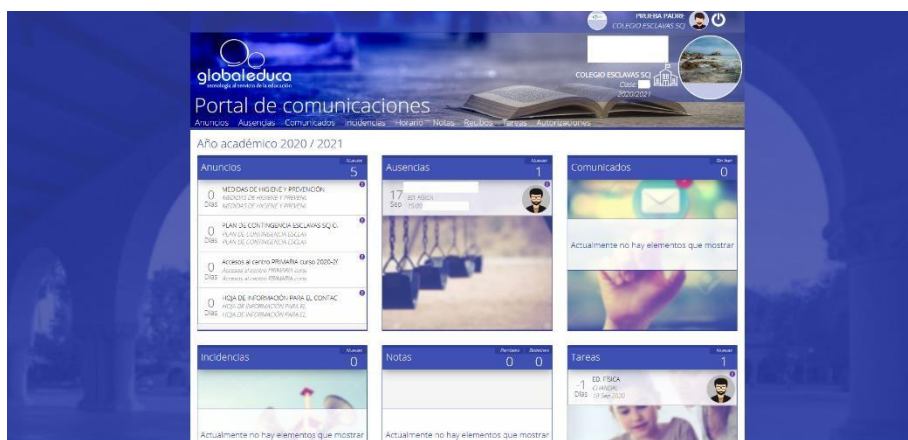 PRUEBA PADRE
COLEGIO ESCLAVAS SCJ
globaleduca
tecnología al servicio de la educación
COLEGIO ESCLAVAS SCJ
Clase:
2020/2021
Portal de comunicaciones
Anuncios Ausencias Comunicados Incidencias Horario Notas Recibos Tareas Autorizaciones
Año académico 2020 / 2021
Anuncios
Nuevos
5
0 Días
MEDIDAS DE HIGIENE Y PREVENCIÓN
MEDIDAS DE HIGIENE Y PREVENC
MEDIDAS DE HIGIENE Y PREVENC
0 Días
PLAN DE CONTINGENCIA ESCLAVAS SCJ C.
PLAN DE CONTINGENCIA ESCLAV
PLAN DE CONTINGENCIA ESCLAV
0 Días
Accesos al centro PRIMARIA curso 2020-2(
Accesos al centro PRIMARIA curso
Accesos al centro PRIMARIA curso
0 Días
HOJA DE INFORMACIÓN PARA EL CONTAC
HOJA DE INFORMACIÓN PARA EL
HOJA DE INFORMACIÓN PARA EL
Ausencias
Nuevas
1
17 Sep
ED. FÍSICA
15:00
Comunicados
Sin leer
0
Actualmente no hay elementos que mostrar
Incidencias
Nuevas
0
Actualmente no hay elementos que mostrar
Notas
0 0
Actualmente no hay elementos que mostrar
Tareas
Nuevas
1
-1 Días
ED. FÍSICA
19 Sep 2020